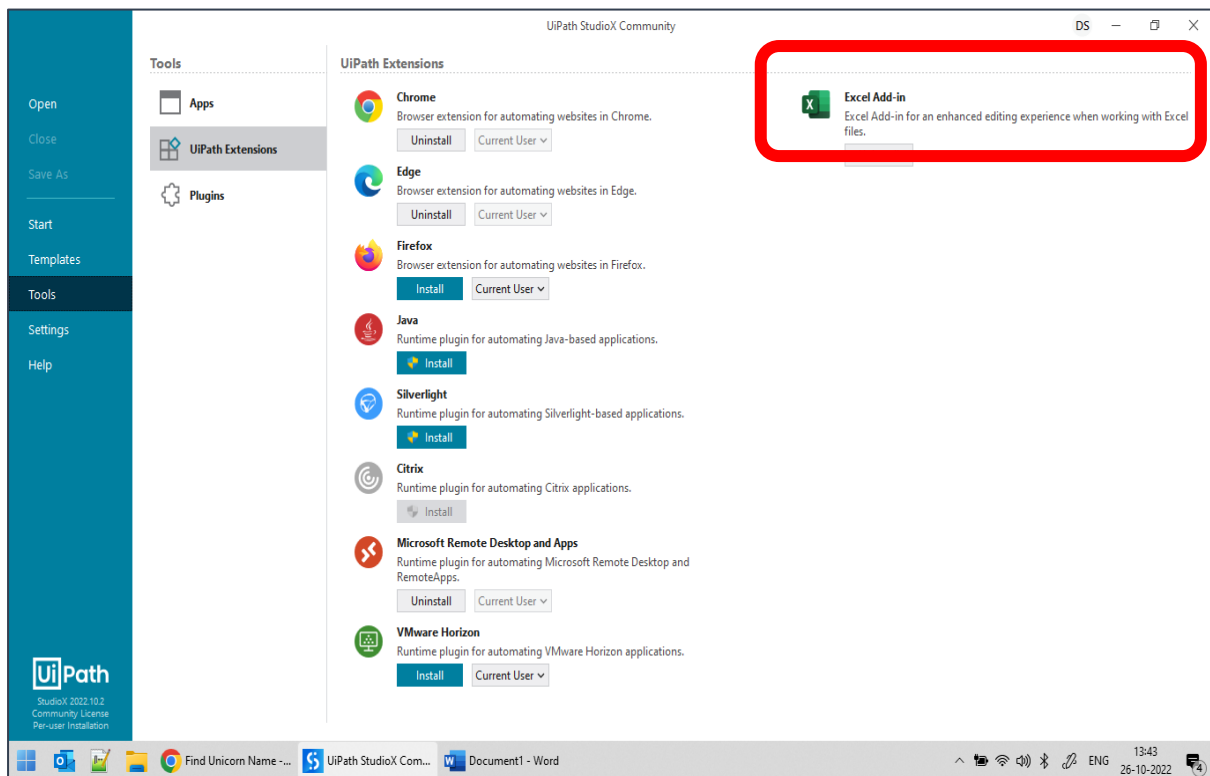 UiPath StudioX Community
DS
Open
Close
Save As
Start
Templates
Tools
Settings
Help
UiPath
StudioX 2022.10.2
Community License
Per-user Installation
Tools
Apps
UiPath Extensions
Plugins
UiPath Extensions
Chrome
Browser extension for automating websites in Chrome.
Uninstall Current User
Edge
Browser extension for automating websites in Edge.
Uninstall Current User
Firefox
Browser extension for automating websites in Firefox.
Install Current User
Java
Runtime plugin for automating Java-based applications.
Install
Silverlight
Runtime plugin for automating Silverlight-based applications.
Install
Citrix
Runtime plugin for automating Citrix applications.
Install
Microsoft Remote Desktop and Apps
Runtime plugin for automating Microsoft Remote Desktop and
RemoteApps.
Uninstall Current User
VMware Horizon
Runtime plugin for automating VMware Horizon applications.
Install Current User
Excel Add-in
Excel Add-in for an enhanced editing experience when working with Excel
files.
Find Unicorn Name -... UiPath StudioX Com... Document1 - Word
ENG
13:43
26-10-2022
4